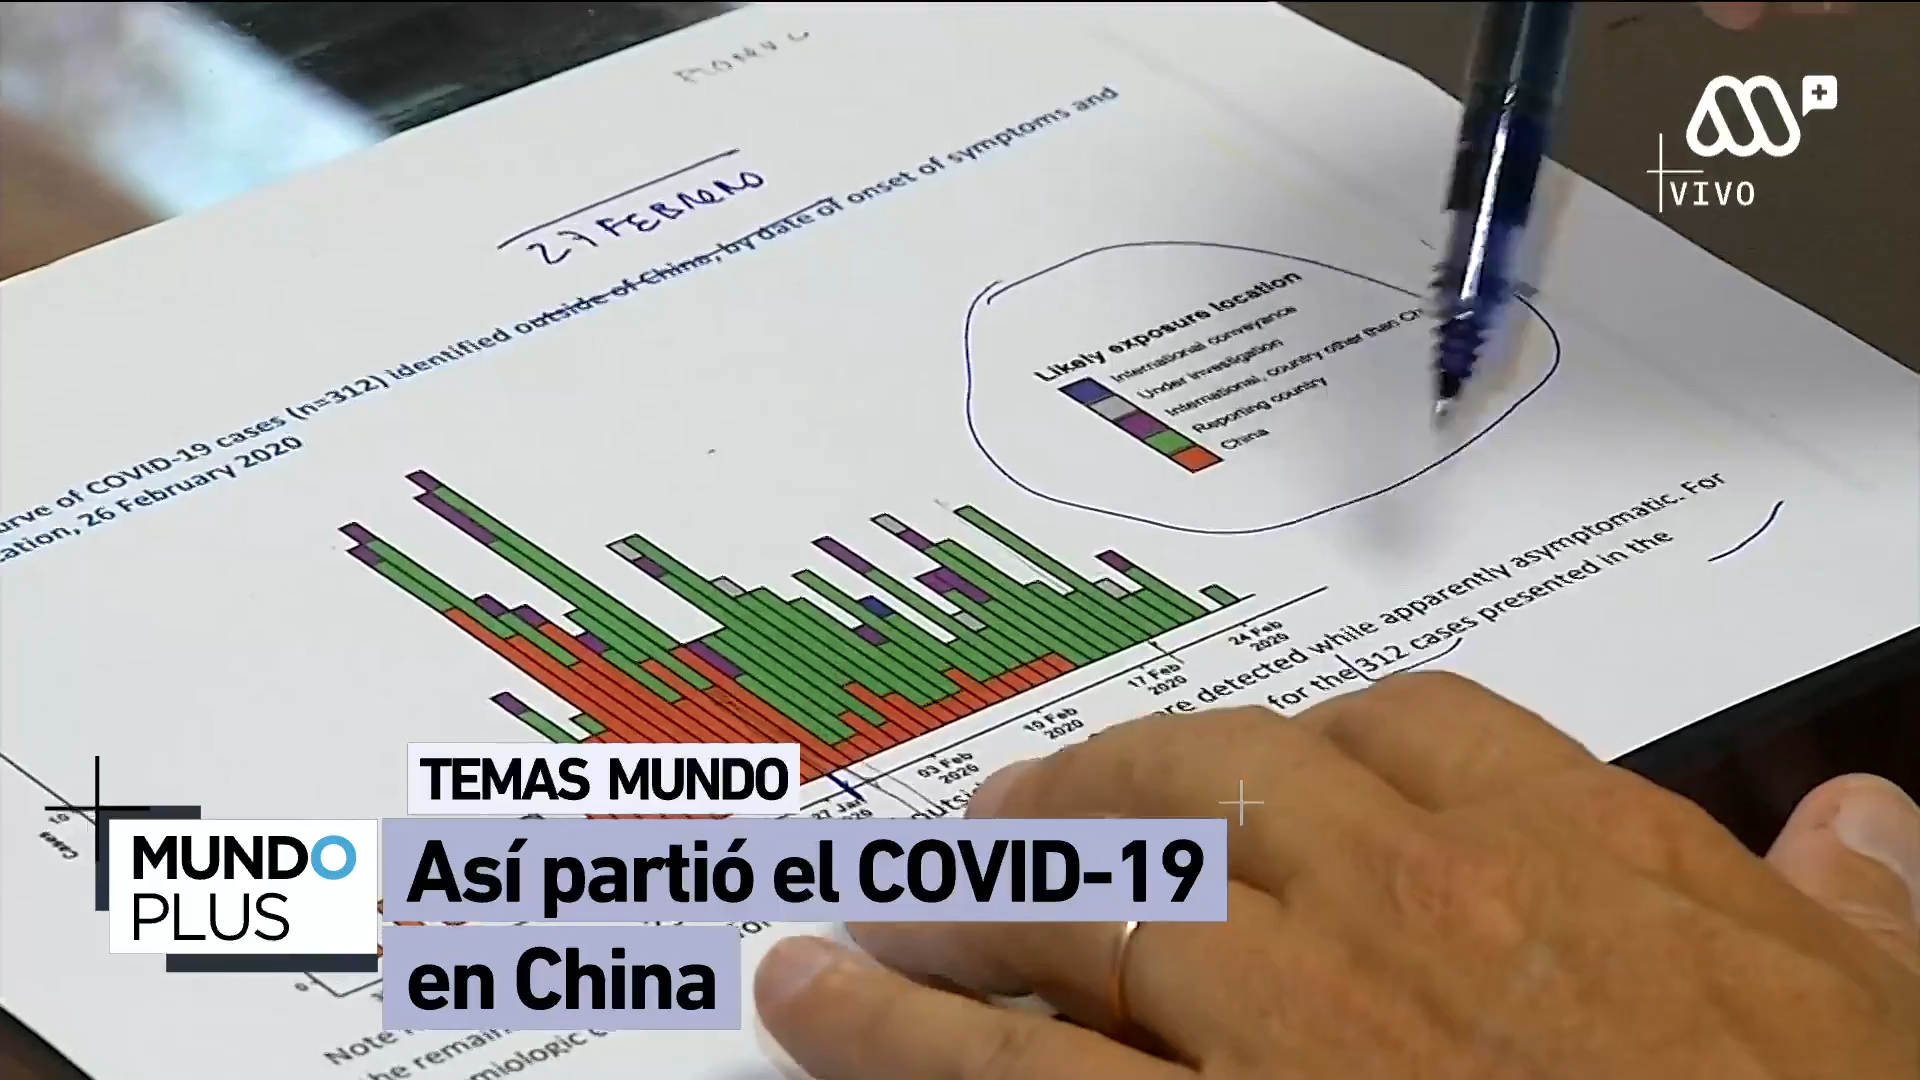 27 FEBRERO
urve of COVID-19 cases (n=312) identified outside of China, by date of onset of symptoms and
ation, 26 February 2020
Likely exposure location
International conveyance
Under investigation
International, country other than Ch
Reporting country
China
VIVO
24 Feb
2020
17 Feb
2020
03 Feb
2020
27 Jan
Cases
10
0
re detected while apparently asymptomatic. For
for the 312 cases presented in the
Note
the remain
miologic
TEMAS MUNDO
MUNDO
PLUS
Así partió el COVID-19
en China